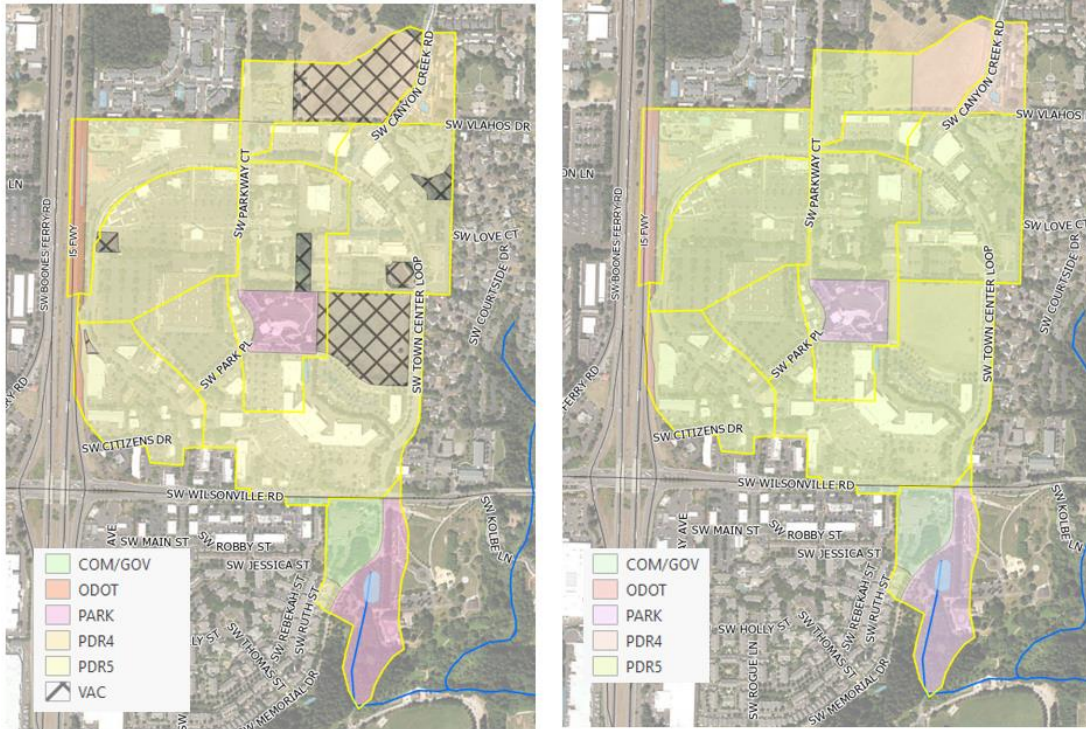 SW CANYON CREEK RD
SW VLAHOS DR
SW PARKWAY CT
LN
SW BOONES FERRY RD
I5 FWY
SW LOVE CT
SW COURTSIDE DR
SW TOWN CENTER LOOP
SW PARK PL
SW CITIZENS DR
SW WILSONVILLE RD
AVE
SW MAIN ST
SW ROBBY ST
SW JESSICA ST
SW KOLBE LN
SW REBEKAH ST
SW RUTH ST
LY ST
SW THOMAS ST
SW MEMORIAL DR
COM/GOV
ODOT
PARK
PDR4
PDR5
VAC
SW CANYON CREEK RD
SW VLAHOS
SW PARKWAY CT
ON LN
SW BOONES FERRY RD
I5 FWY
SW LOVE CT
SW COURTSIDE DR
SW TOWN CENTER LOOP
SW PARK PL
FERRY RD
SW CITIZENS DR
SW WILSONVILLE RD
AY AVE
SW MAIN ST
SW ROBBY ST
SW JESSICA ST
SW KOLBE
LN
SW REBEKAH ST
SW RUTH ST
SW HOLLY ST
SW THOMAS ST
SW ROGUE LN
SW MEMORIAL DR
COM/GOV
ODOT
PARK
PDR4
PDR5